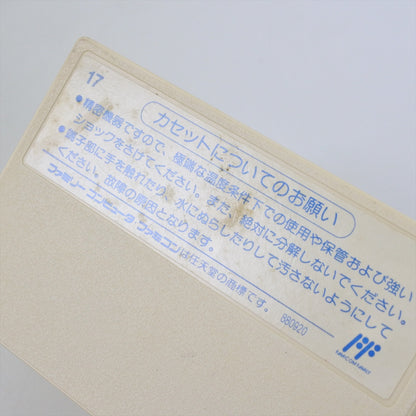 17
カセットについてのお願い
●精密機器ですので、極端な温度条件下での使用や保管および強い
ショックをさけてください。また、絶対に分解しないでください。
●端子部に手を触れたり、水にぬらしたりして汚さないようにして
ください。故障の原因となります。
ファミリーコンピュータ ファミコンは任天堂の商標です。
880920
FAMICOM FAMILY